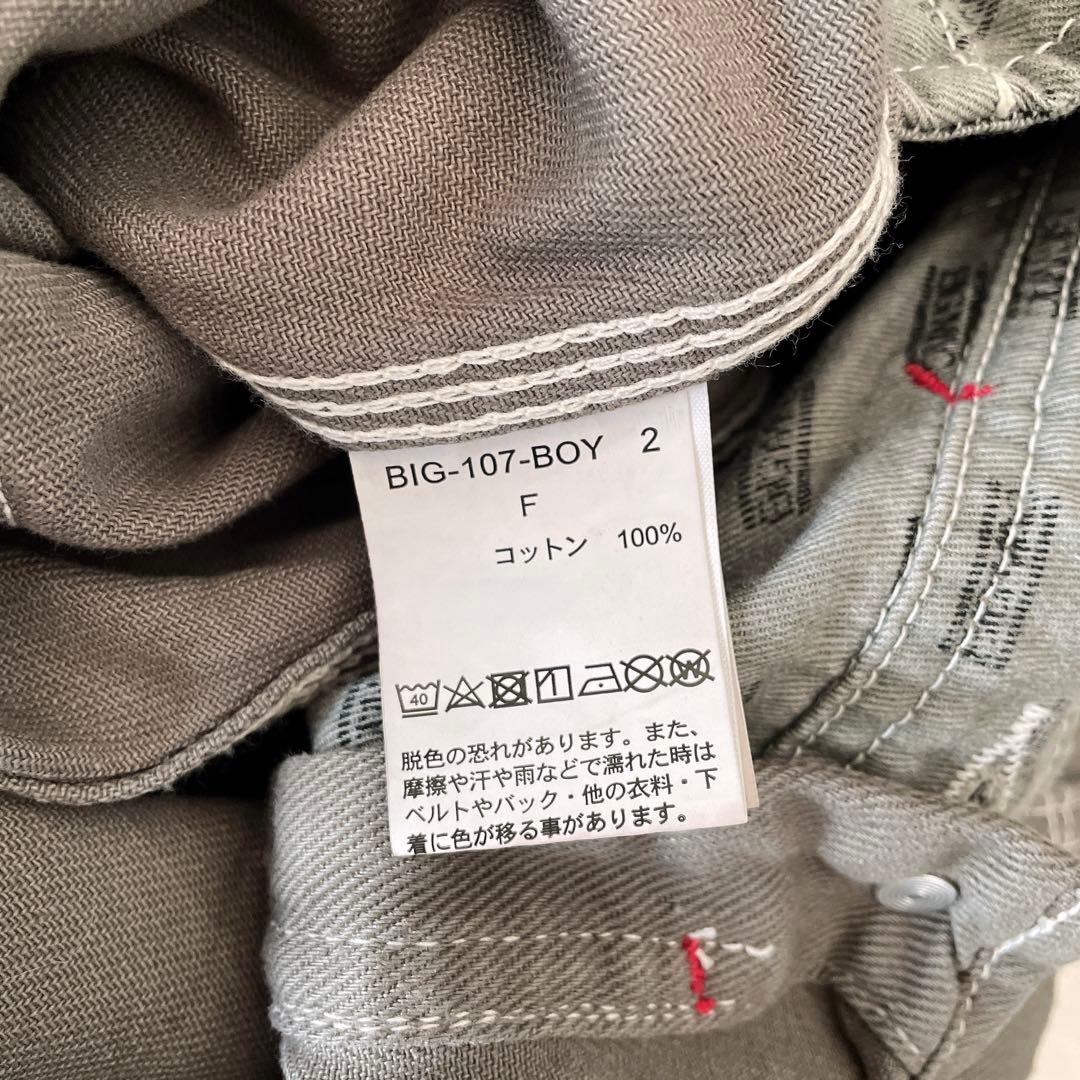 BIG-107-BOY 2
F
コットン 100%
40
W
脱色の恐れがあります。また、
摩擦や汗や雨などで濡れた時は
ベルトやバック・他の衣料・下
着に色が移る事があります。